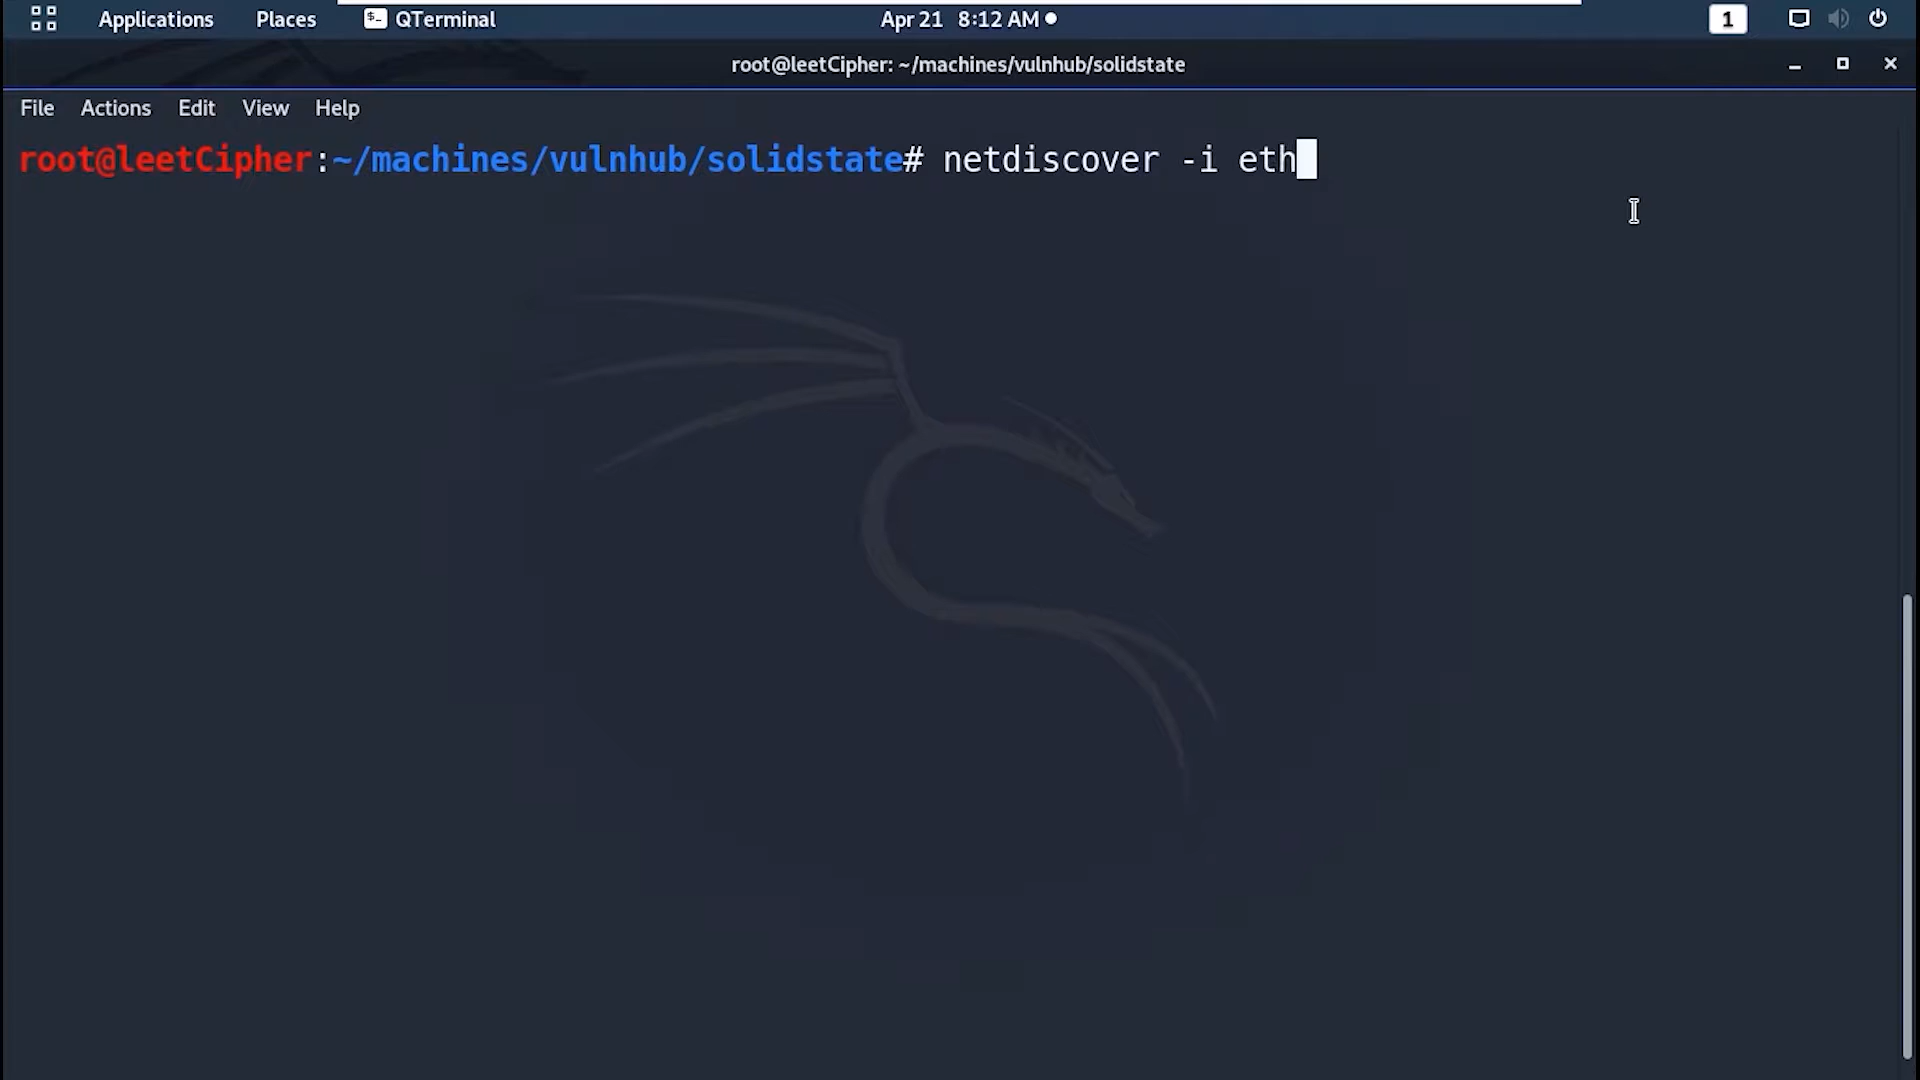 Applications Places QTerminal Apr 21 8:12 AM 1
root@leetCipher: ~/machines/vulnhub/solidstate
File Actions Edit View Help
root@leetCipher:~/machines/vulnhub/solidstate# netdiscover -i eth